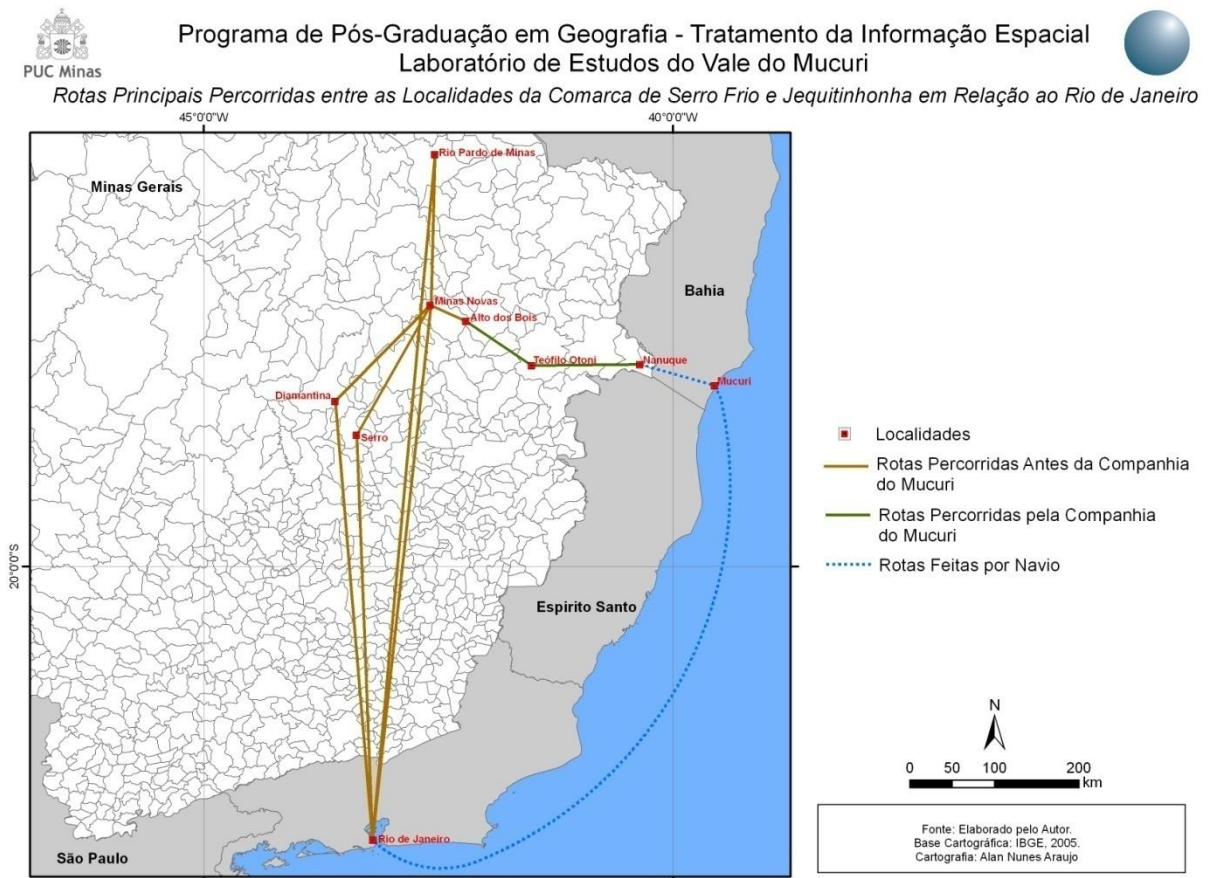 PUC Minas
Programa de Pós-Graduação em Geografia - Tratamento da Informação Espacial
Laboratório de Estudos do Vale do Mucuri
Rotas Principais Percorridas entre as Localidades da Comarca de Serro Frio e Jequitinhonha em Relação ao Rio de Janeiro
45°0'0"W
40°0'0"W
Rio Pardo de Minas
Minas Gerais
Bahia
Minas Novas
Alto dos Bois
Teófilo Otoni
Nanuque
Mucuri
Diamantina
Serro
20°0'0"S
Espirito Santo
Rio de Janeiro
São Paulo
Localidades
Rotas Percorridas Antes da Companhia
do Mucuri
Rotas Percorridas pela Companhia
do Mucuri
Rotas Feitas por Navio
N
0 50 100 200
km
Fonte: Elaborado pelo Autor.
Base Cartográfica: IBGE, 2005.
Cartografia: Alan Nunes Araujo